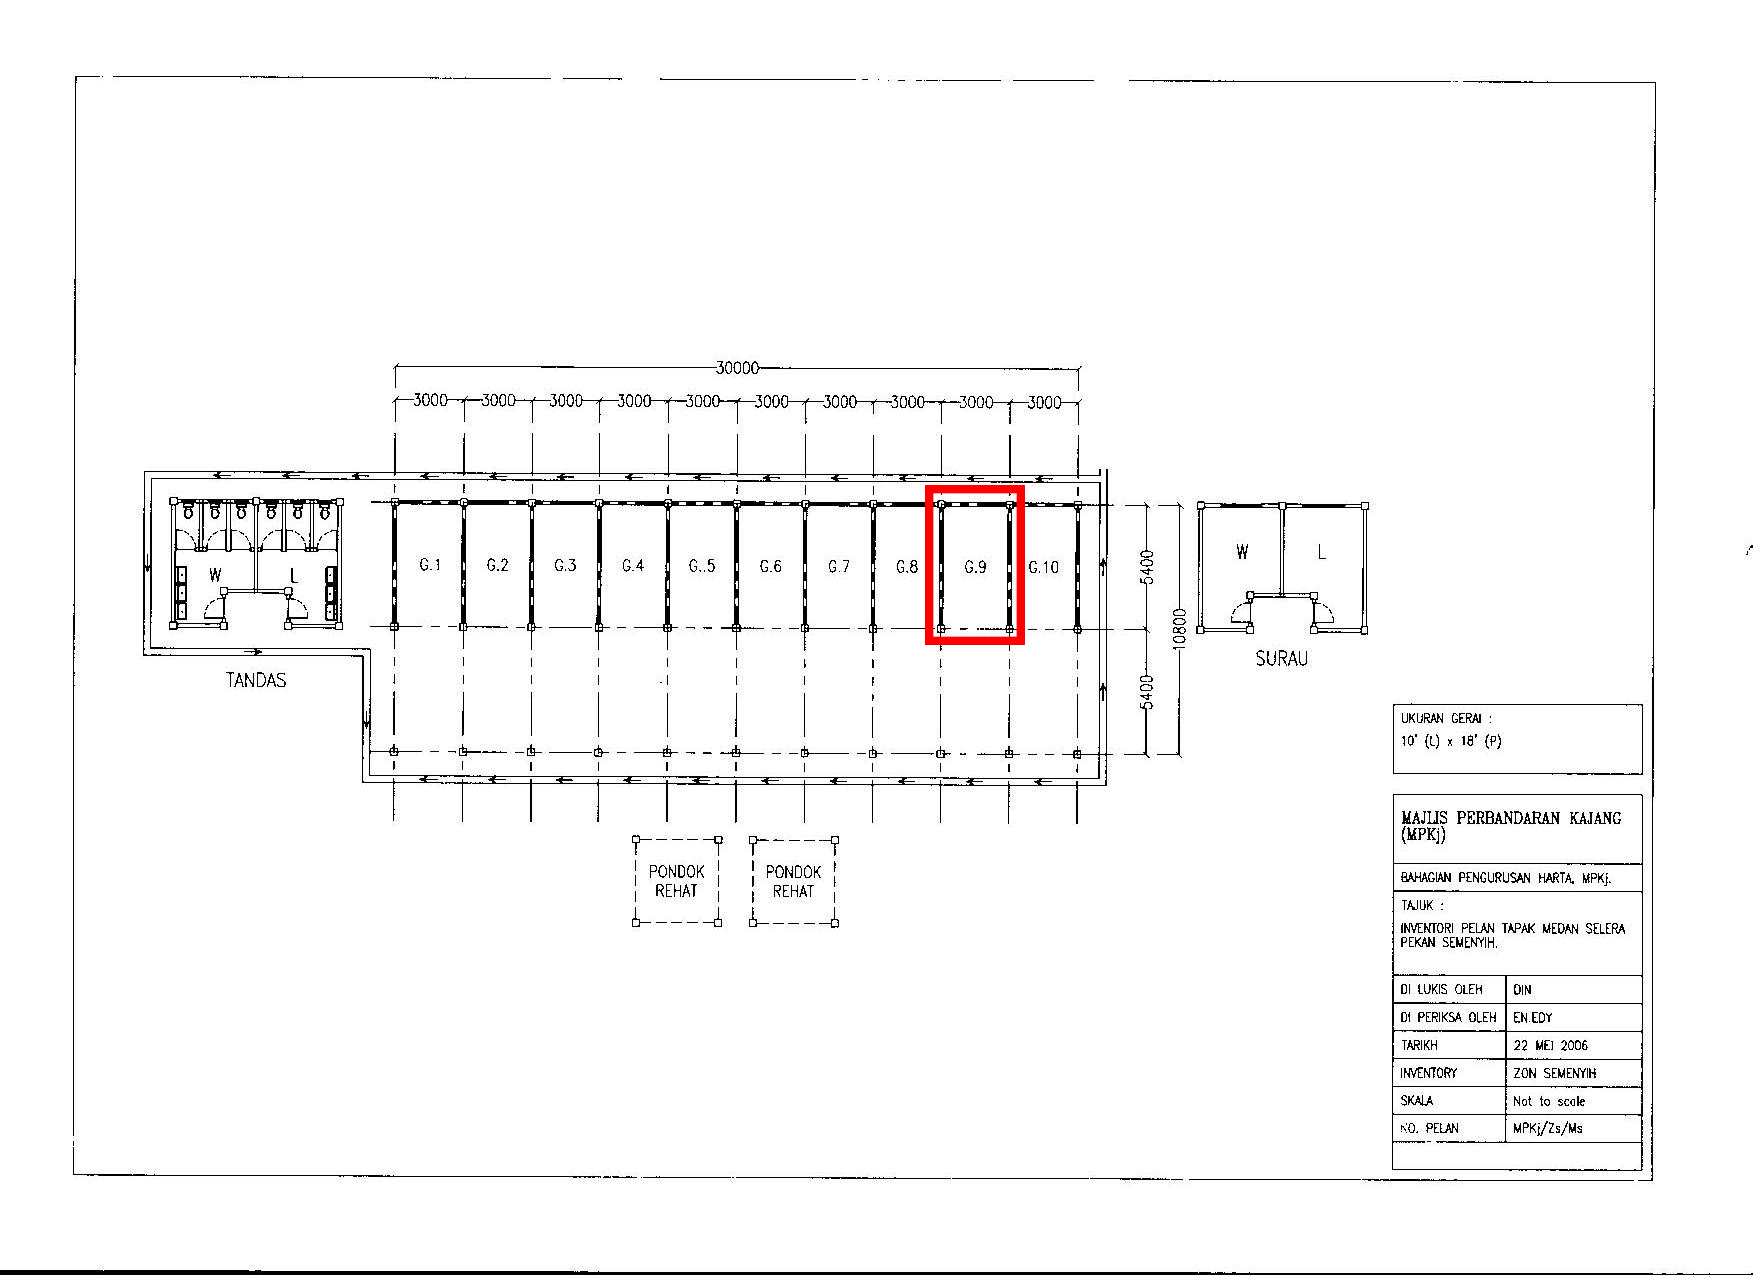 30000
3000 3000 3000 3000 3000 3000 3000 3000 3000 3000
G.1 G.2 G.3 G.4 G..5 G.6 G.7 G.8 G.9 G.10
5400
10800
5400
W L
TANDAS
W L
SURAU
PONDOK
REHAT
PONDOK
REHAT
UKURAN GERAI :
10' (L) x 18' (P)
MAJLIS PERBANDARAN KAJANG
(MPKj)
BAHAGIAN PENGURUSAN HARTA, MPKj.
TAJUK :
INVENTORI PELAN TAPAK MEDAN SELERA
PEKAN SEMENYIH.
DI LUKIS OLEH DIN
DI PERIKSA OLEH EN.EDY
TARIKH 22 MEI 2006
INVENTORY ZON SEMENYIH
SKALA Not to scale
NO. PELAN MPKj/Zs/Ms